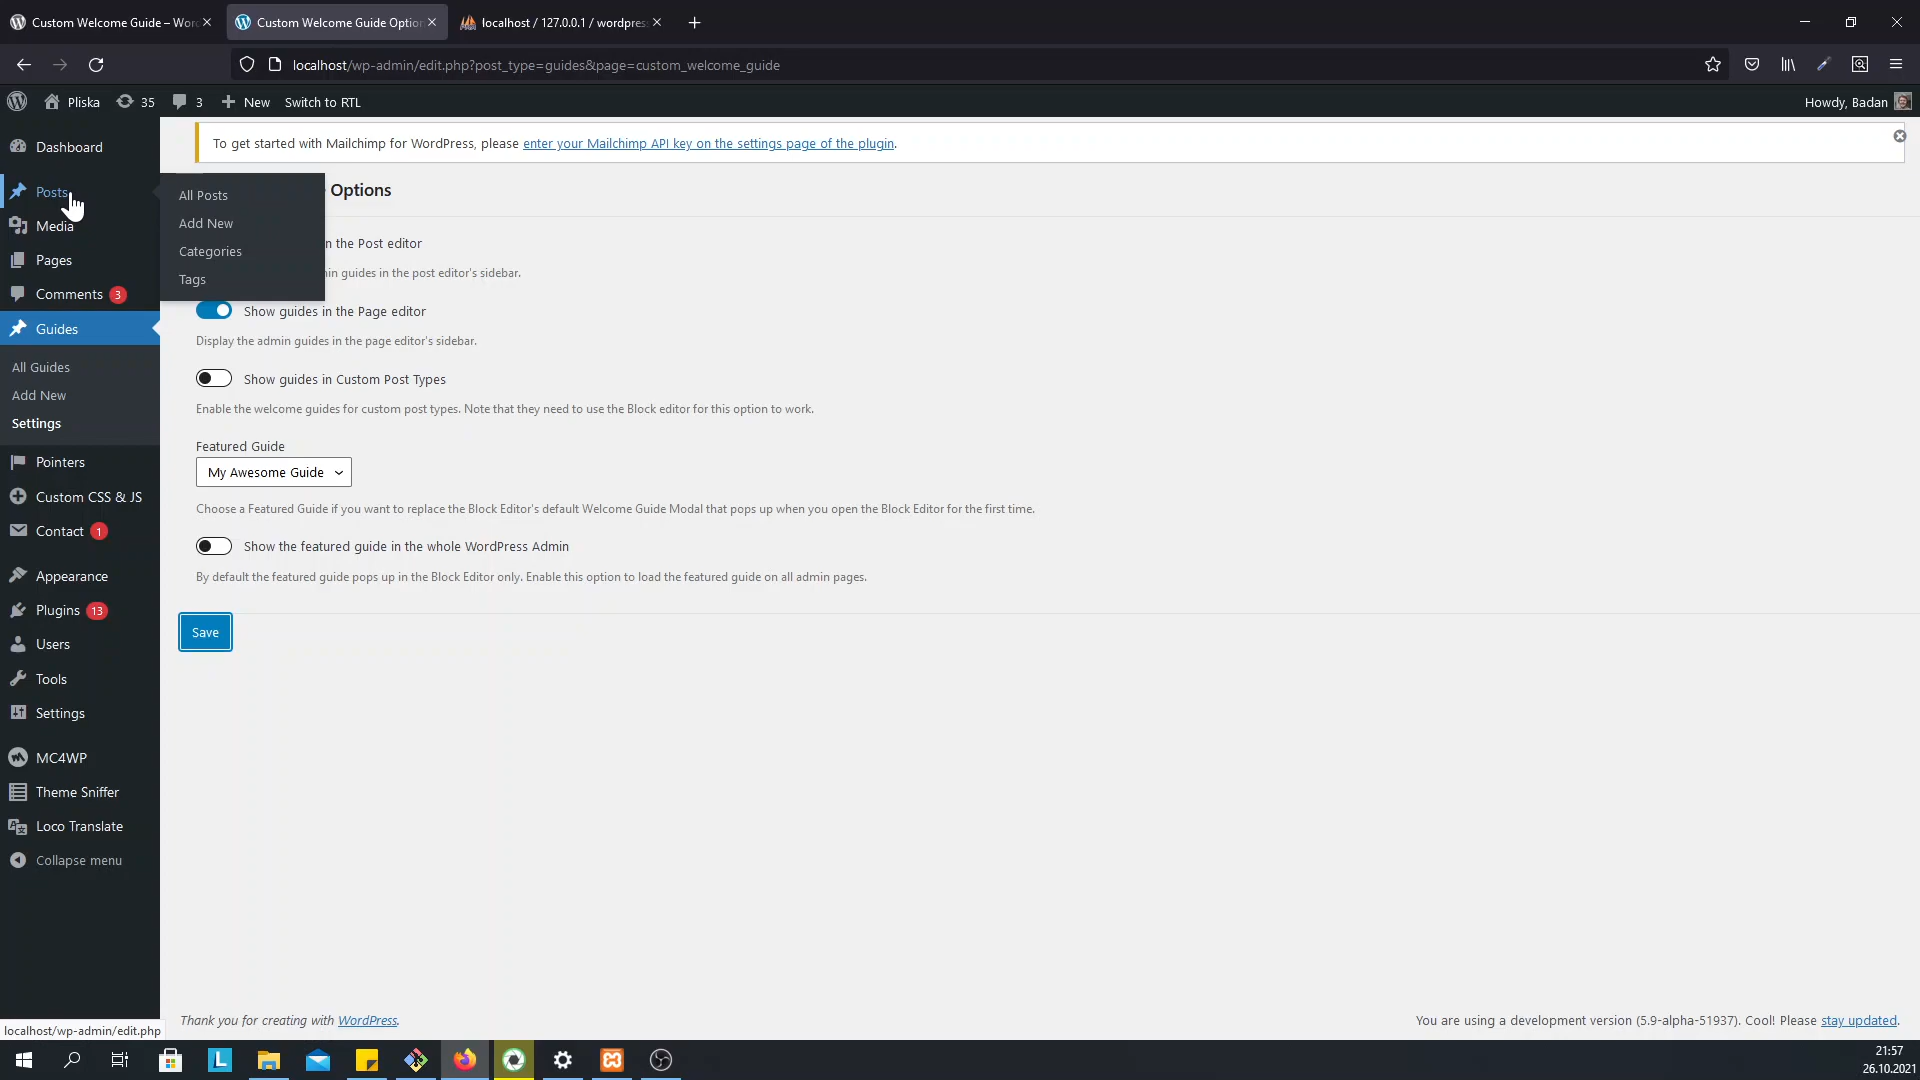 Custom Welcome Guide – Wor
Custom Welcome Guide Option
localhost / 127.0.0.1 / wordpress
localhost/wp-admin/edit.php?post_type=guides&page=custom_welcome_guide
Pliska
35
3
New
Switch to RTL
Howdy, Badan
Dashboard
Posts
Media
Pages
Comments 3
Guides
All Guides
Add New
Settings
Pointers
Custom CSS & JS
Contact 1
Appearance
Plugins 13
Users
Tools
Settings
MC4WP
Theme Sniffer
Loco Translate
Collapse menu
All Posts
Add New
Categories
Tags
To get started with Mailchimp for WordPress, please enter your Mailchimp API key on the settings page of the plugin.
Options
n the Post editor
in guides in the post editor's sidebar.
Show guides in the Page editor
Display the admin guides in the page editor's sidebar.
Show guides in Custom Post Types
Enable the welcome guides for custom post types. Note that they need to use the Block editor for this option to work.
Featured Guide
My Awesome Guide
Choose a Featured Guide if you want to replace the Block Editor's default Welcome Guide Modal that pops up when you open the Block Editor for the first time.
Show the featured guide in the whole WordPress Admin
By default the featured guide pops up in the Block Editor only. Enable this option to load the featured guide on all admin pages.
Save
Thank you for creating with WordPress.
You are using a development version (5.9-alpha-51937). Cool! Please stay updated.
localhost/wp-admin/edit.php
L
21:57
26.10.2021